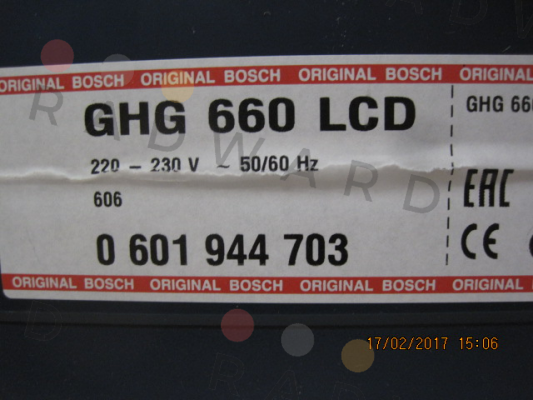 ORIGINAL BOSCH ORIGINAL BOSCH ORIGINAL BOSCH ORIGINAL
GHG 660 LCD
GHG 66
220 – 230 V ~ 50/60 Hz
606
EAC
0 601 944 703
CE
ORIGINAL BOSCH ORIGINAL BOSCH ORIGINAL BOSCH ORIGINAL
17/02/2017 15:06
RADWARD